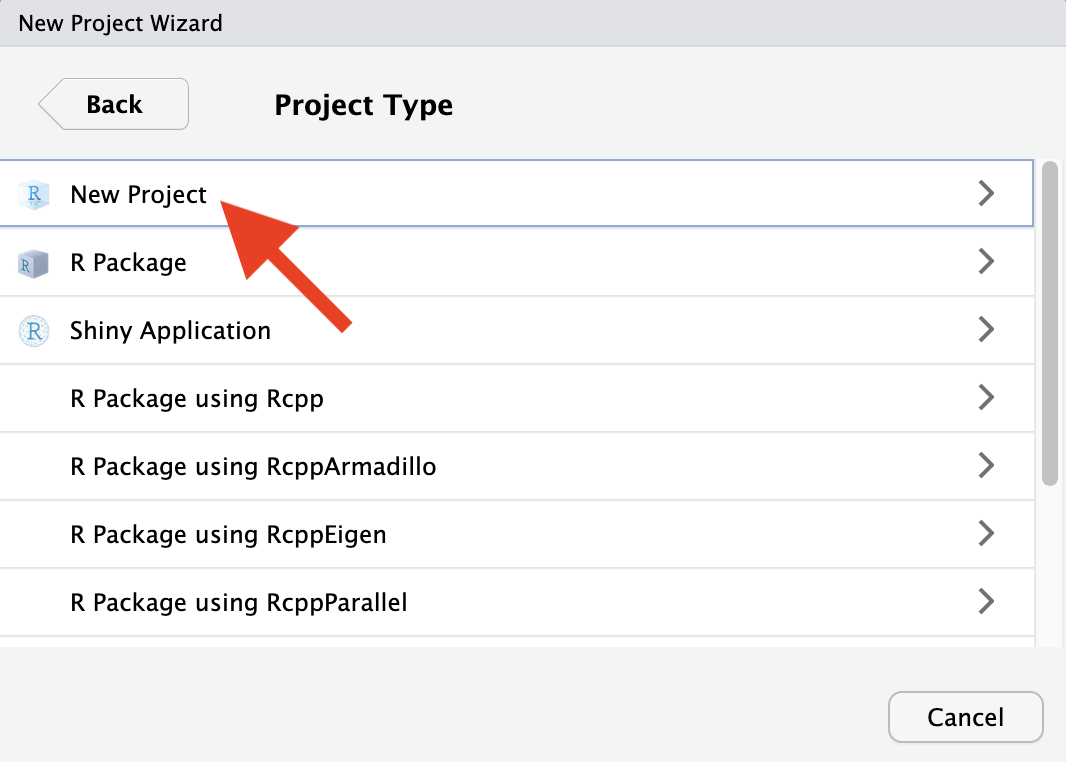 New Project Wizard
Back
Project Type
R New Project
R R Package
R Shiny Application
R Package using Rcpp
R Package using RcppArmadillo
R Package using RcppEigen
R Package using RcppParallel
Cancel